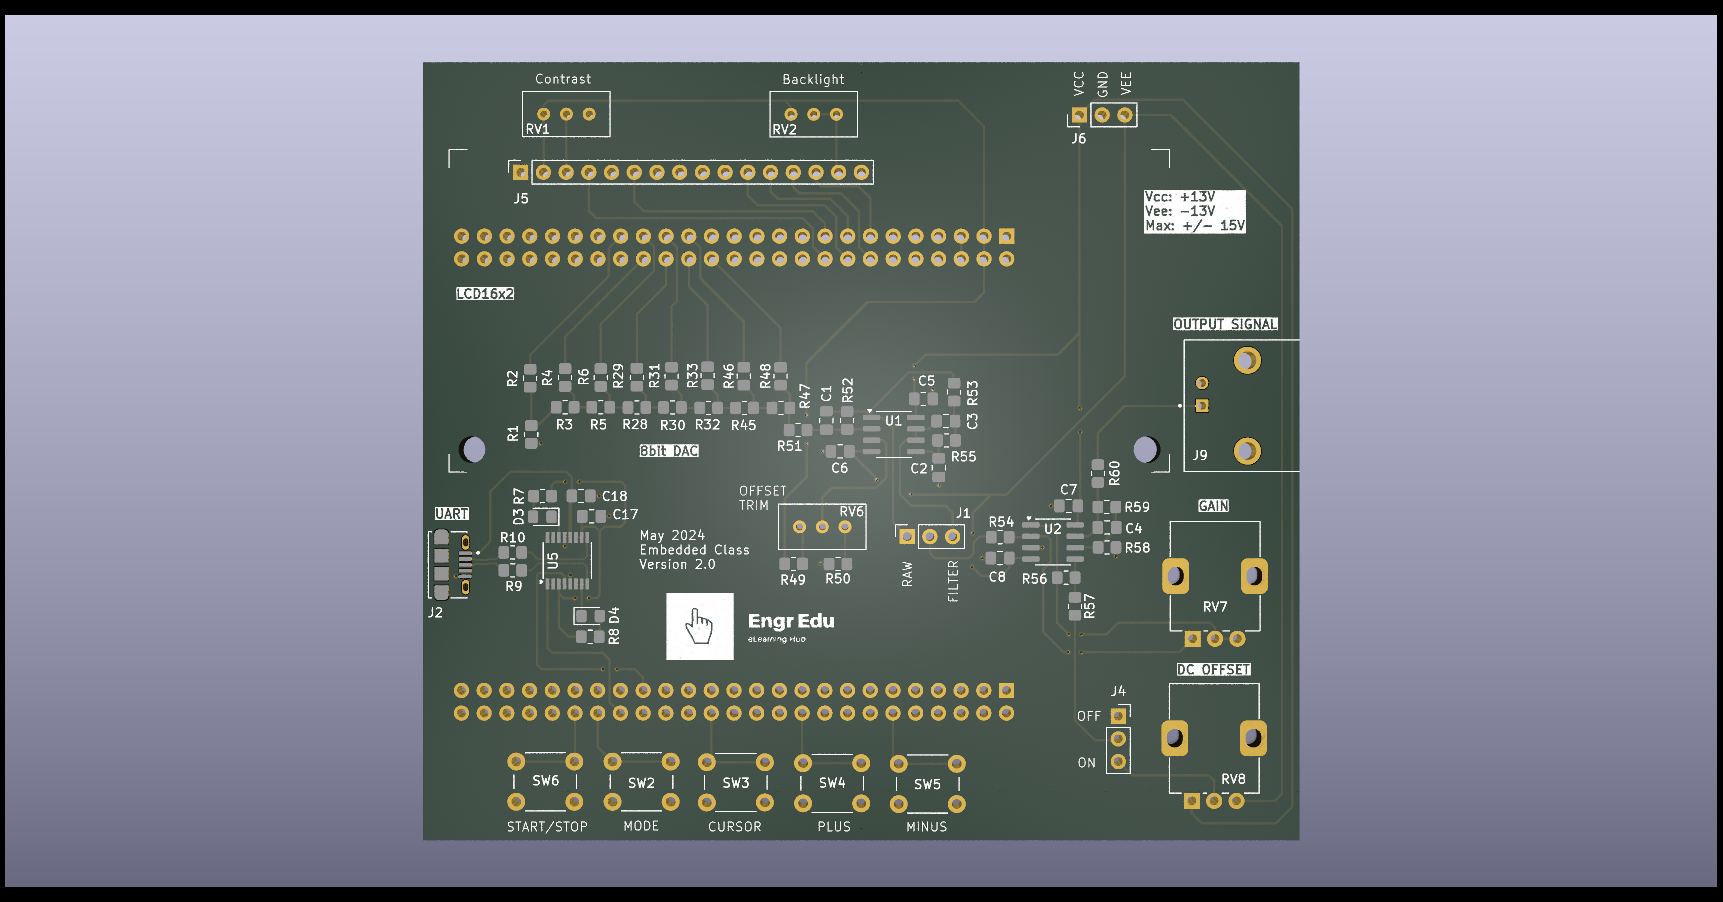 Contrast
Backlight
VCC
GND
VEE
RV1
RV2
J6
J5
Vcc: +13V
Vee: -13V
Max: +/- 15V
LCD16x2
OUTPUT SIGNAL
R2
R4
R6
R29
R31
R33
R46
R48
R47
C1
R52
C5
R53
R3
R5
R28
R30
R32
R45
U1
C3
R1
R51
8bit DAC
C6
C2
R55
J9
R60
R7
C18
OFFSET
TRIM
C7
D3
C17
UART
RV6
J1
R54
U2
R59
GAIN
C4
R10
U5
May 2024
Embedded Class
Version 2.0
R58
R9
R49
R50
RAW
FILTER
C8
R56
J2
D4
R8
R57
RV7
Engr Edu
eLearning Hub
DC OFFSET
J4
OFF
ON
SW6
SW2
SW3
SW4
SW5
RV8
START/STOP
MODE
CURSOR
PLUS
MINUS